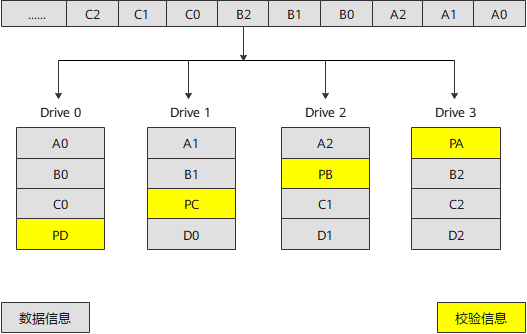 ...... C2 C1 C0 B2 B1 B0 A2 A1 A0
Drive 0 Drive 1 Drive 2 Drive 3
A0 A1 A2 PA
B0 B1 PB B2
C0 PC C1 C2
PD D0 D1 D2
数据信息 校验信息